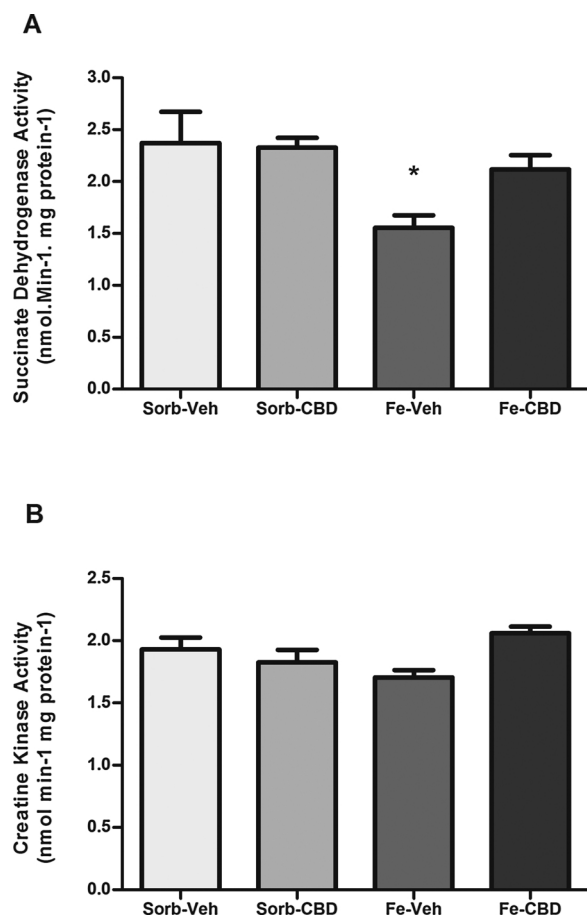 A
Succinate Dehydrogenase Activity
(nmol.Min-1. mg protein-1)
3.0
2.5
2.0
1.5
1.0
0.5
0.0
*
Sorb-Veh Sorb-CBD Fe-Veh Fe-CBD
B
Creatine Kinase Activity
(nmol min-1 mg protein-1)
2.5
2.0
1.5
1.0
0.5
0.0
Sorb-Veh Sorb-CBD Fe-Veh Fe-CBD